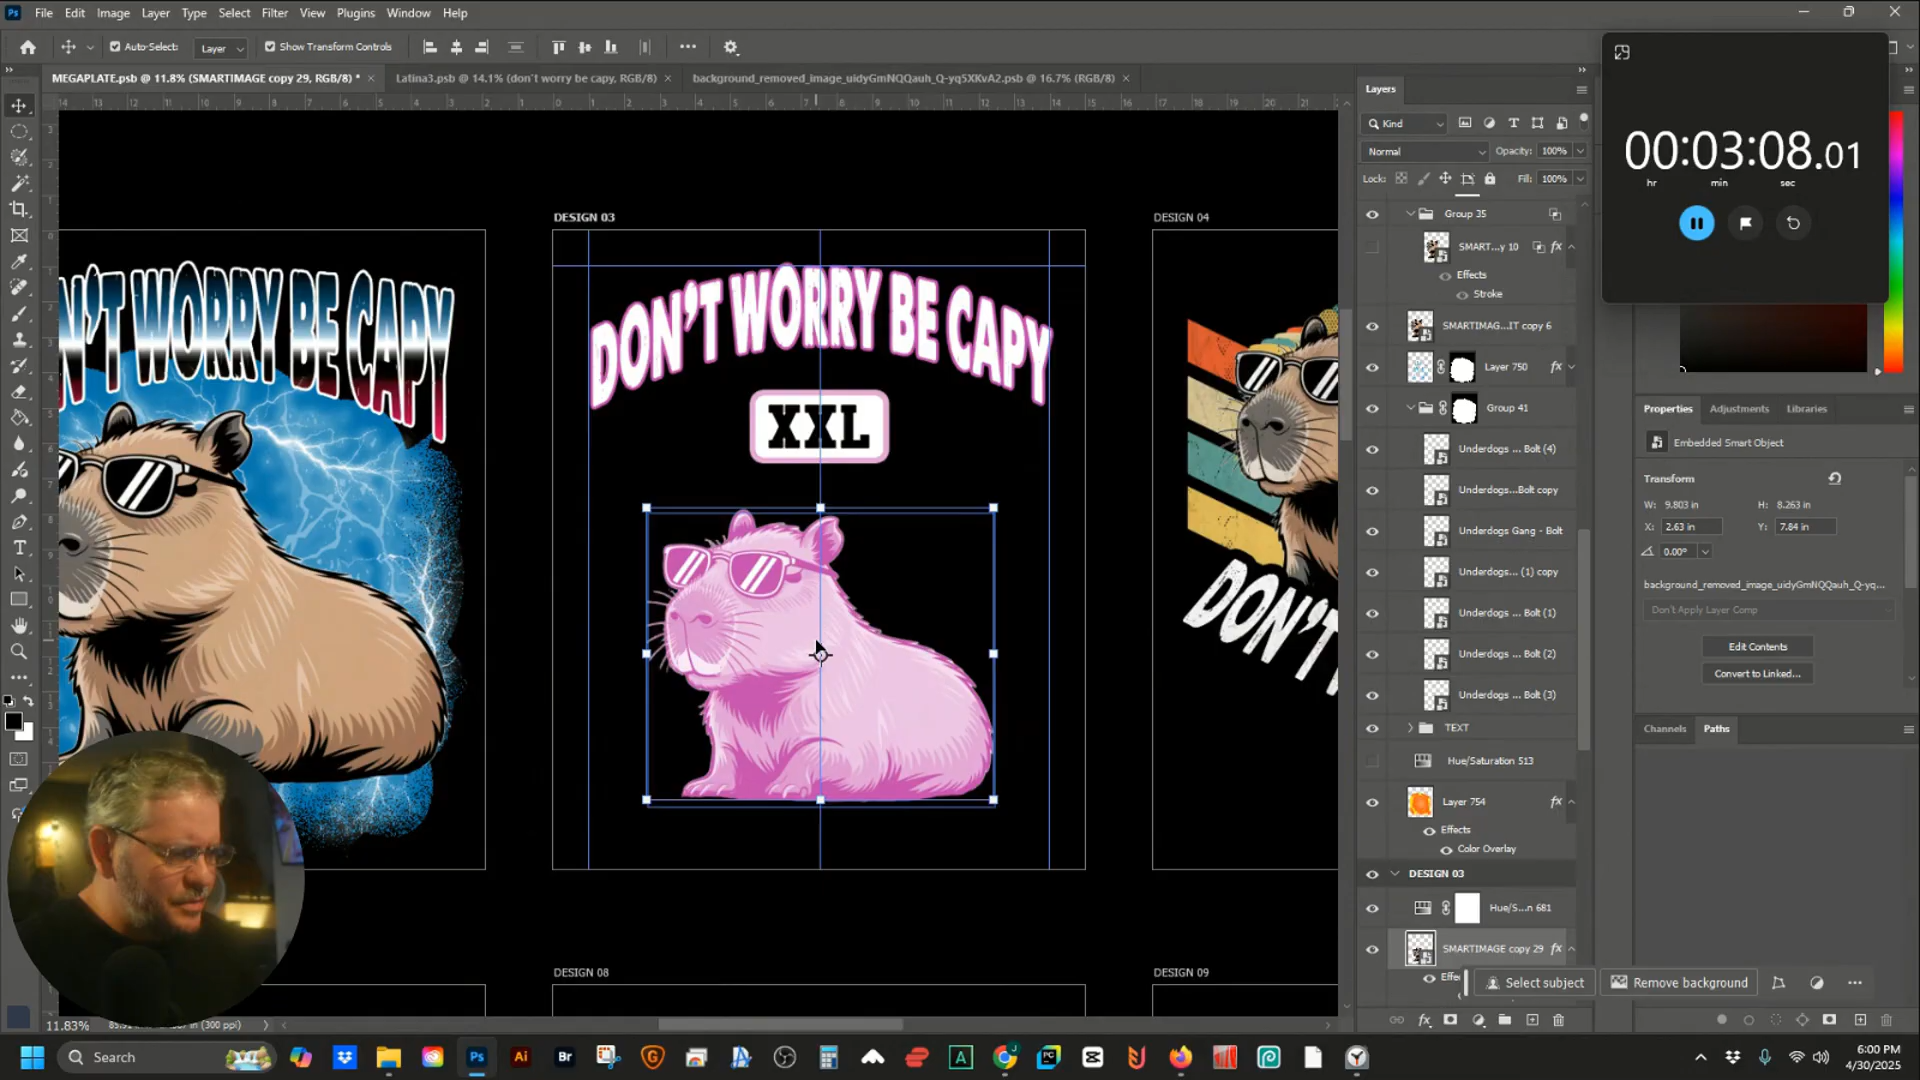 File Edit Image Layer Type Select Filter View Plugins Window Help
Auto-Select: Layer Show Transform Controls
MEGAPLATE.psb @ 11.8% (SMARTIMAGE copy 29, RGB/8) * × Latina3.psb @ 14.1% (don't worry be capy, RGB/8) × background_removed_image_uidyGmNQQauh_Q-yq5XKvA2.psb @ 16.7% (RGB/8) ×
DESIGN 03
DESIGN 04
N'T WORRY BE CAPY
DON'T WORRY BE CAPY
XXL
DON'T
DESIGN 08
DESIGN 09
11.83%
Layers
Kind
Normal Opacity: 100%
Lock: Fill: 100%
Group 35
SMART...y 10 fx
Effects
Stroke
SMARTIMAG...IT copy 6
Layer 750 fx
Group 41
Underdogs ... Bolt (4)
Underdogs...Bolt copy
Underdogs Gang - Bolt
Underdogs... (1) copy
Underdogs ... Bolt (1)
Underdogs ... Bolt (2)
Underdogs ... Bolt (3)
TEXT
Hue/Saturation 513
Layer 754 fx
Effects
Color Overlay
DESIGN 03
Hue/S...n 681
SMARTIMAGE copy 29 fx
Effe
Select subject Remove background
00:03:08.01
hr min sec
Properties Adjustments Libraries
Embedded Smart Object
Transform
W: 9.803 in H: 8.263 in
X: 2.63 in Y: 7.84 in
0.00°
background_removed_image_uidyGmNQQauh_Q-yq...
Don't Apply Layer Comp
Edit Contents
Convert to Linked...
Channels Paths
Search
6:00 PM
4/30/2025